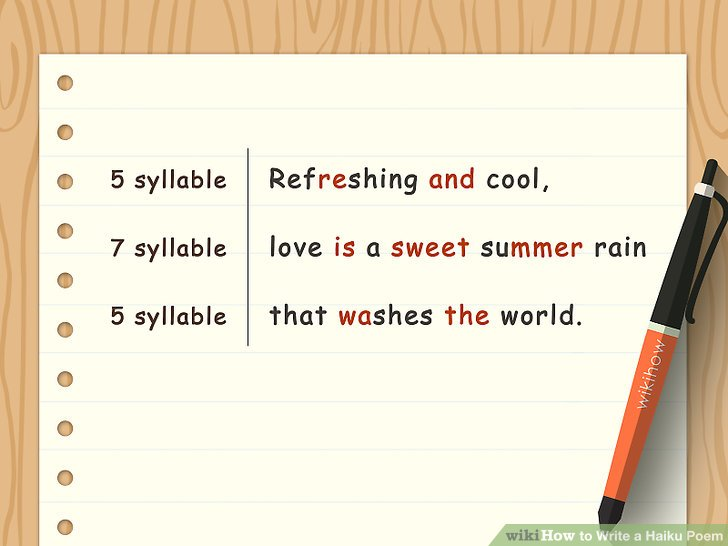 5 syllable Refreshing and cool,
7 syllable love is a sweet summer rain
5 syllable that washes the world.
wikihow
wikiHow to Write a Haiku Poem